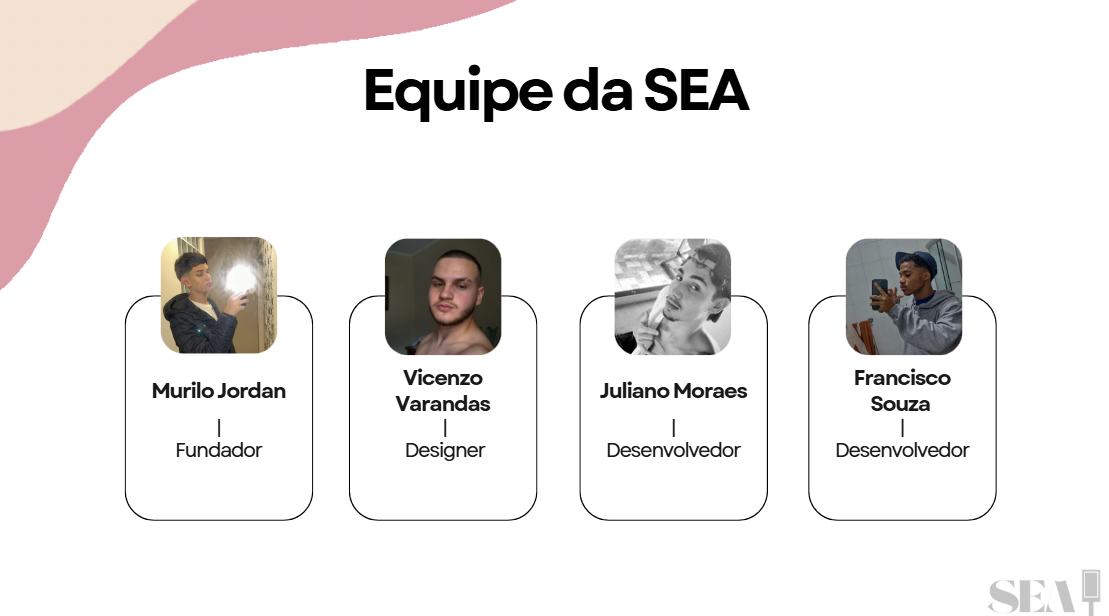 Equipe da SEA
Murilo Jordan
|
Fundador
Vicenzo
Varandas
|
Designer
Juliano Moraes
|
Desenvolvedor
Francisco
Souza
|
Desenvolvedor
SEA